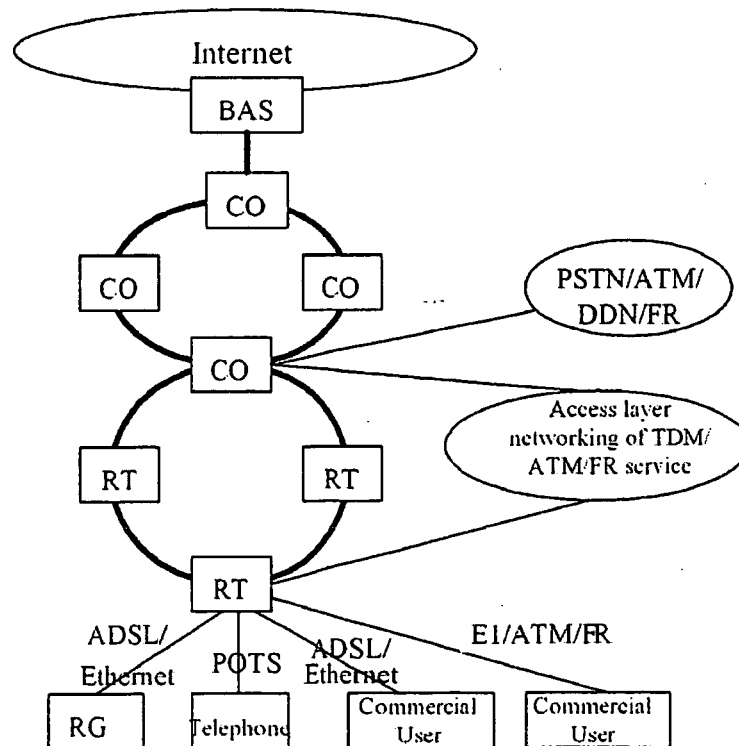 Internet
BAS
CO
CO
CO
PSTN/ATM/
DDN/FR
CO
Access layer
networking of TDM/
ATM/FR service
RT
RT
RT
ADSL/
Ethernet
POTS
ADSL/
Ethernet
E1/ATM/FR
RG
Telephone
Commercial
User
Commercial
User